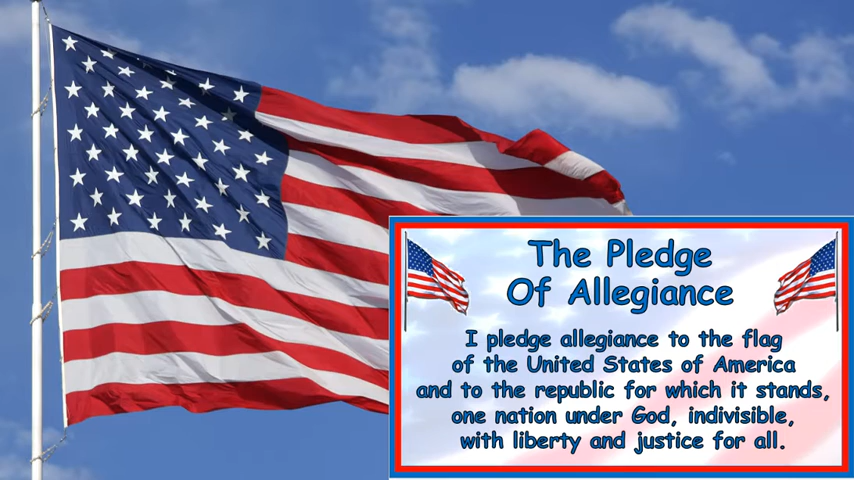 The Pledge
Of Allegiance
I pledge allegiance to the flag
of the United States of America
and to the republic for which it stands,
one nation under God, indivisible,
with liberty and justice for all.